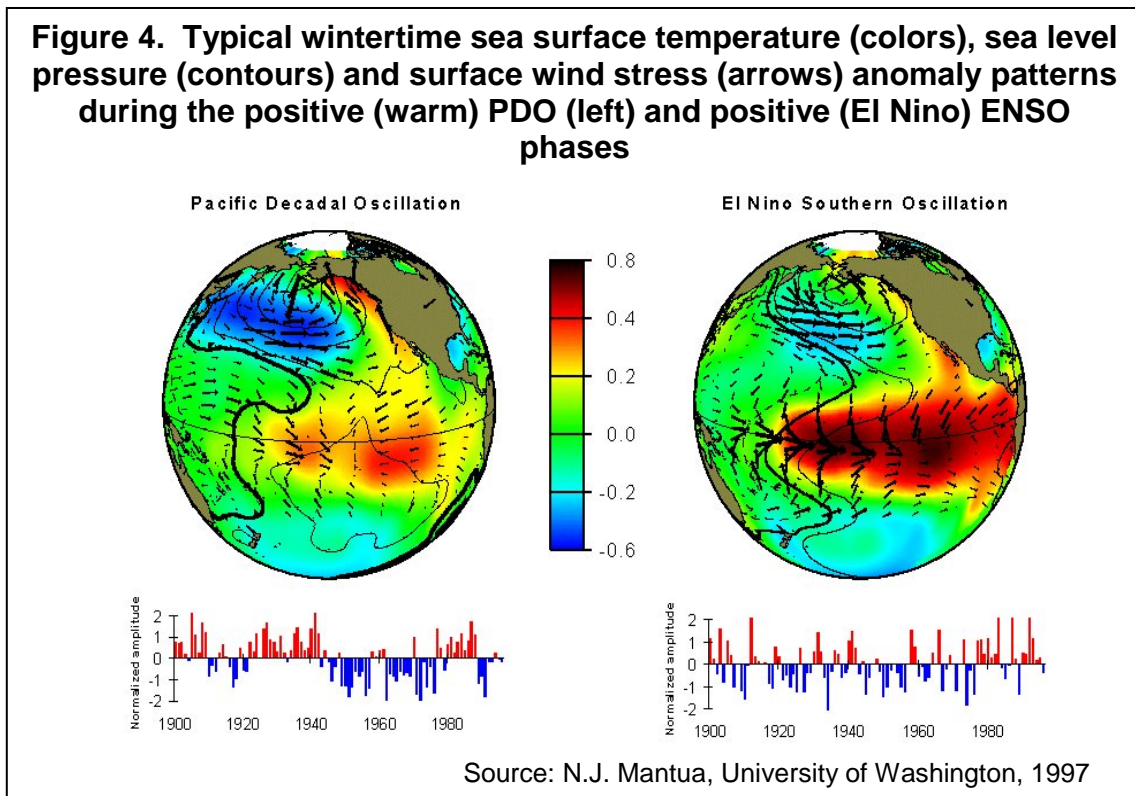 Figure 4.  Typical wintertime sea surface temperature (colors), sea level
pressure (contours) and surface wind stress (arrows) anomaly patterns
during the positive (warm) PDO (left) and positive (El Nino) ENSO
phases
Pacific Decadal Oscillation
El Nino Southern Oscillation
0.8
0.4
0.2
0.0
-0.2
-0.6
Normalized amplitude
2
1
0
-1
-2
1900 1920 1940 1960 1980
Normalized amplitude
2
1
0
-1
-2
1900 1920 1940 1960 1980
Source: N.J. Mantua, University of Washington, 1997